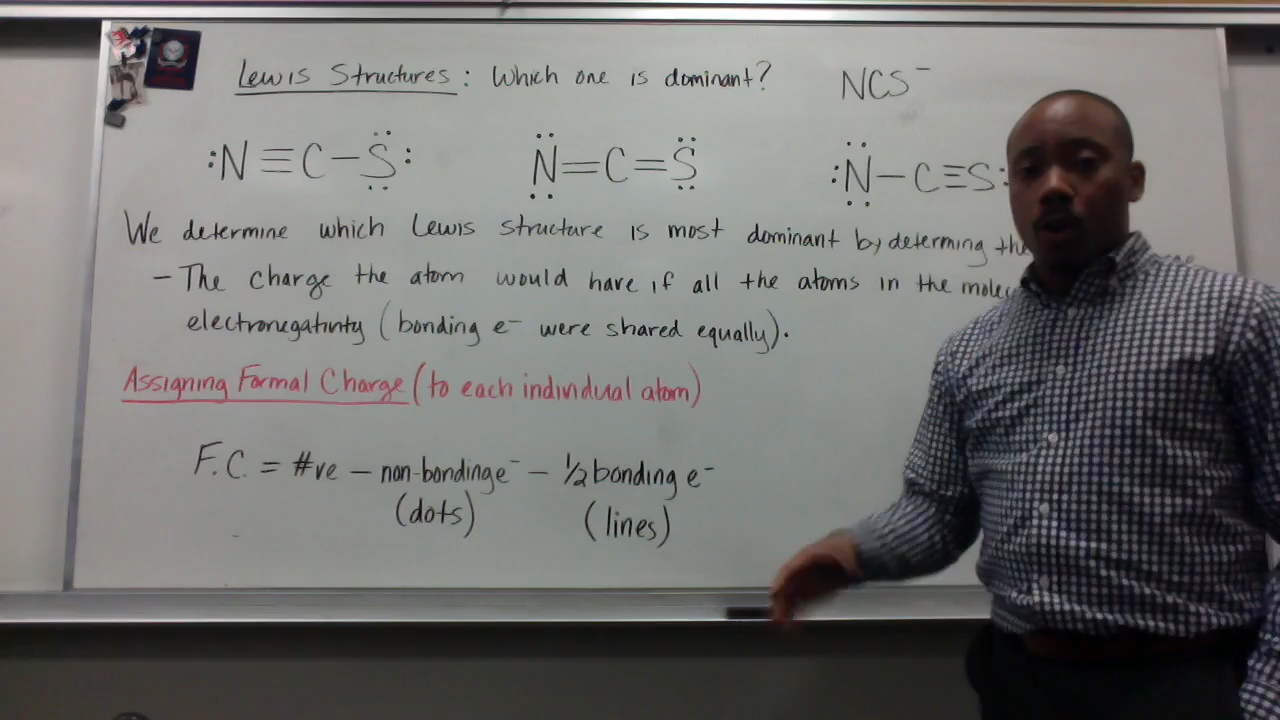 Lewis Structures: Which one is dominant? NCS⁻
:N≡C–S: N=C=S :N–C≡S:
We determine which Lewis structure is most dominant by determing the
– The charge the atom would have if all the atoms in the
electronegativity (bonding e⁻ were shared equally).
Assigning Formal Charge (to each individual atom)
F.C. = #ve – non-bonding e⁻ – ½ bonding e⁻
(dots) (lines)